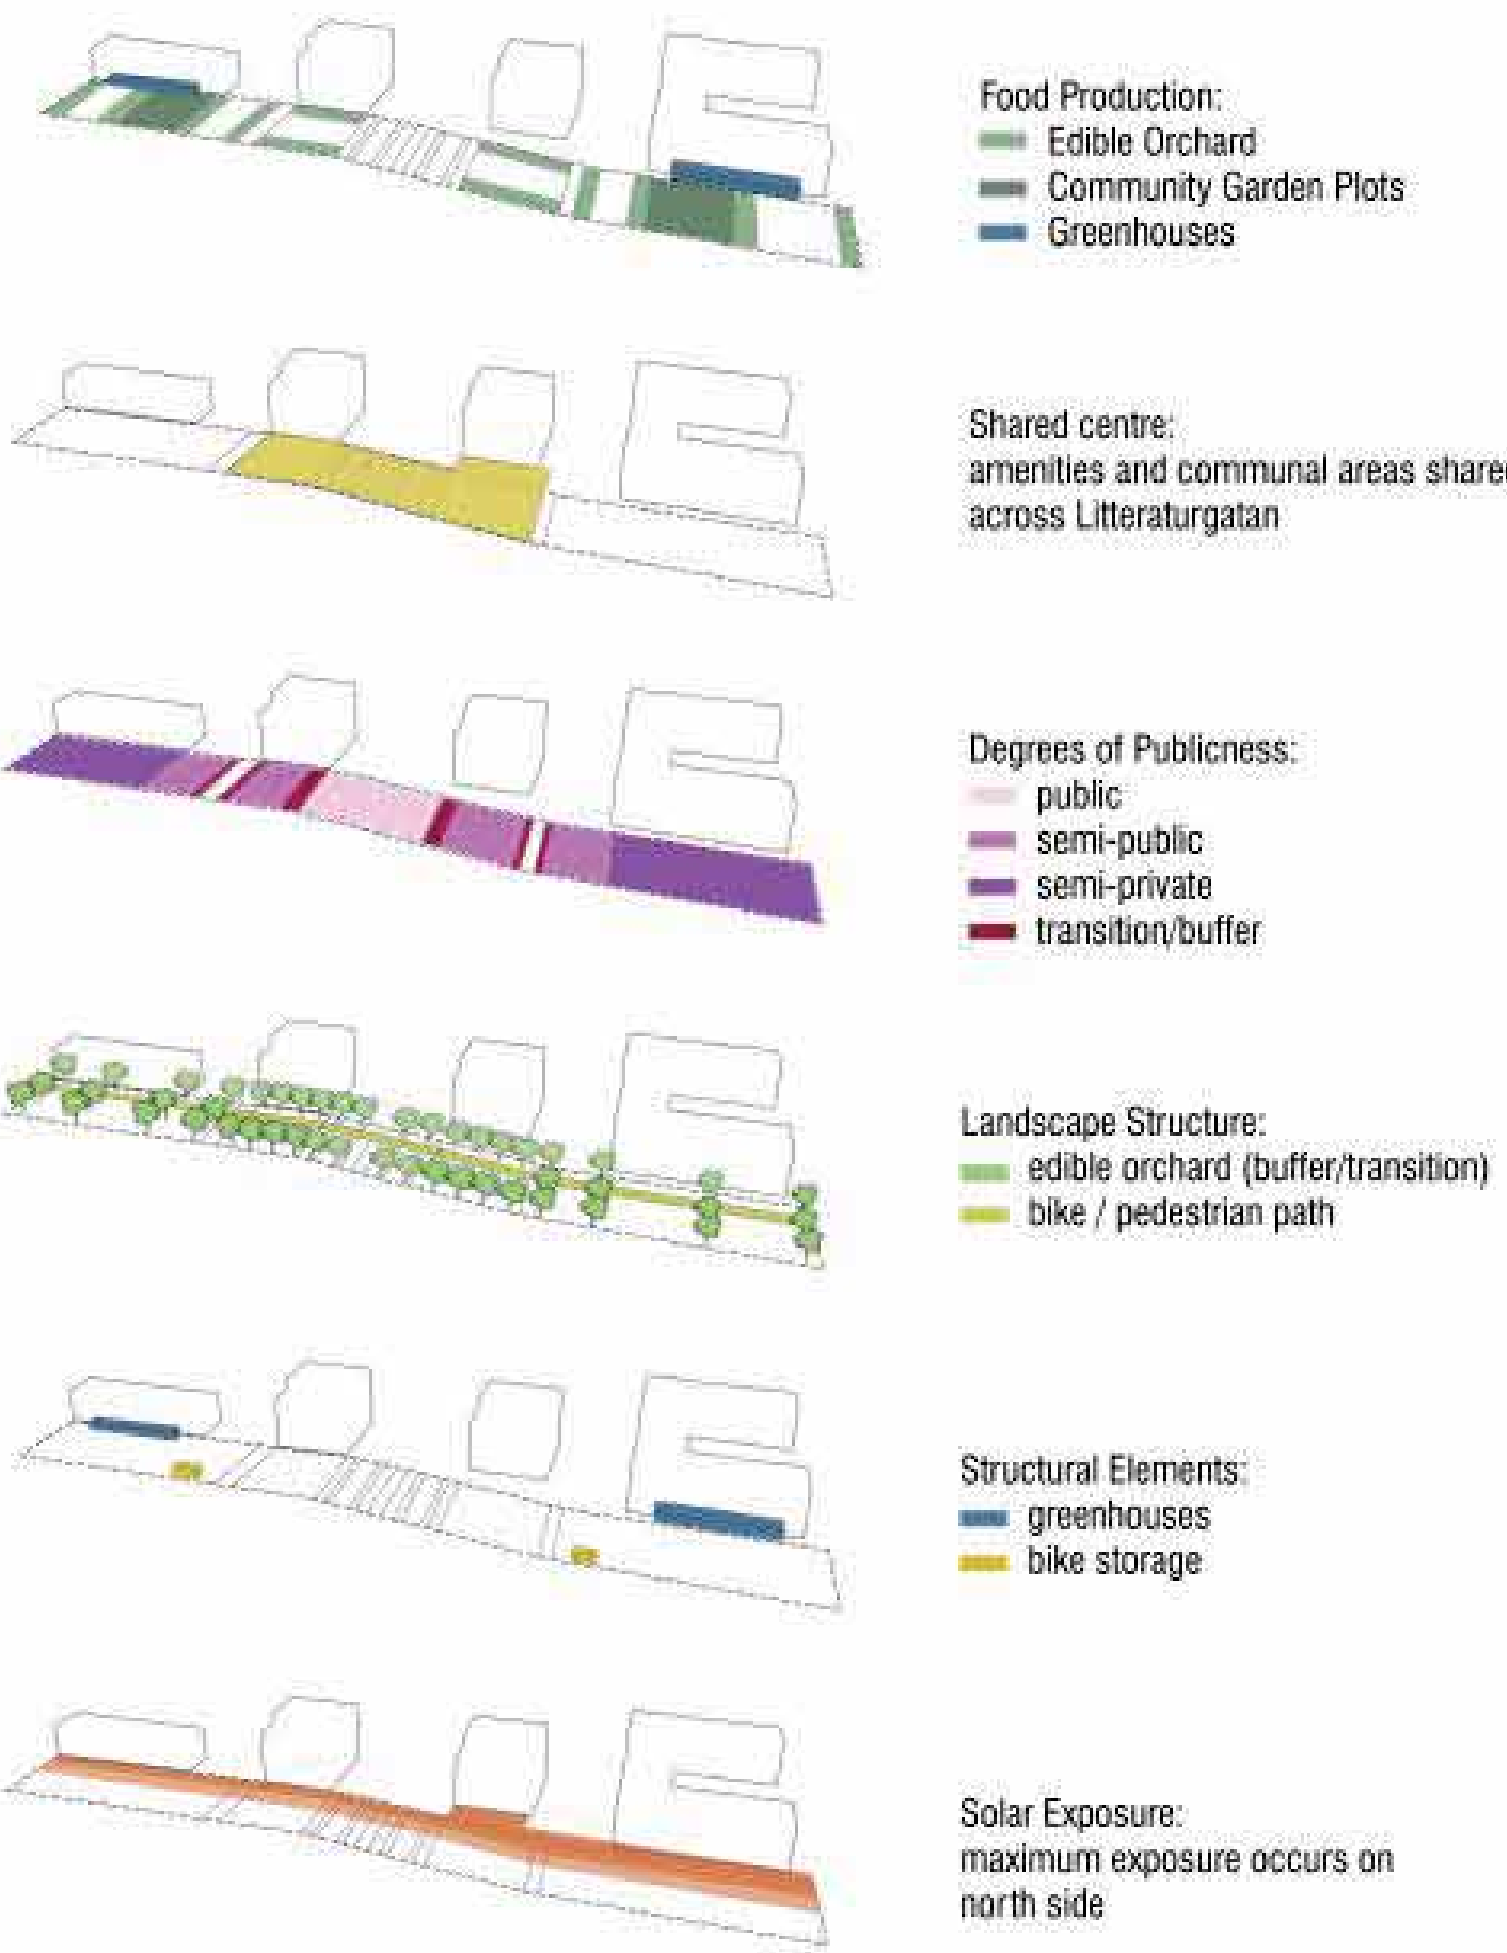 Food Production:
Edible Orchard
Community Garden Plots
Greenhouses
Shared centre:
amenities and communal areas share
across Litteraturgatan
Degrees of Publicness:
public
semi-public
semi-private
transition/buffer
Landscape Structure:
edible orchard (buffer/transition)
bike / pedestrian path
Structural Elements:
greenhouses
bike storage
Solar Exposure:
maximum exposure occurs on
north side